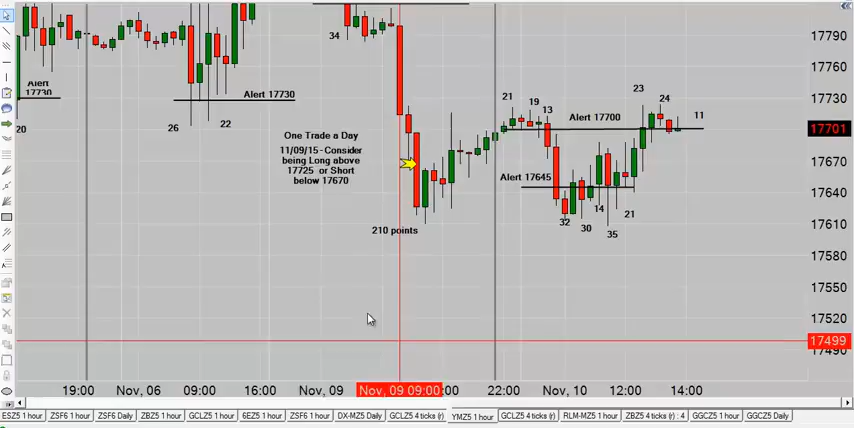 17790
17760
17730
17701
17670
17640
17610
17580
17550
17520
17499
17490
Alert
17730
20
26
22
Alert 17730
34
One Trade a Day
11/09/15 - Consider
being Long above
17725 or Short
below 17670
210 points
21
19
13
Alert 17700
Alert 17645
32
30
14
35
21
23
24
11
19:00
Nov, 06
09:00
16:00
Nov, 09
Nov, 09 09:00
:00
22:00
Nov, 10
12:00
14:00
ESZ5 1 hour
ZSF6 1 hour
ZSF6 Daily
ZBZ5 1 hour
GCLZ5 1 hour
6EZ5 1 hour
ZSF6 1 hour
DX-MZ5 Daily
GCLZ5 4 ticks (r)
YMZ5 1 hour
GCLZ5 4 ticks (r)
RLM-MZ5 1 hour
ZBZ5 4 ticks (r) : 4
GGCZ5 1 hour
GGCZ5 Daily